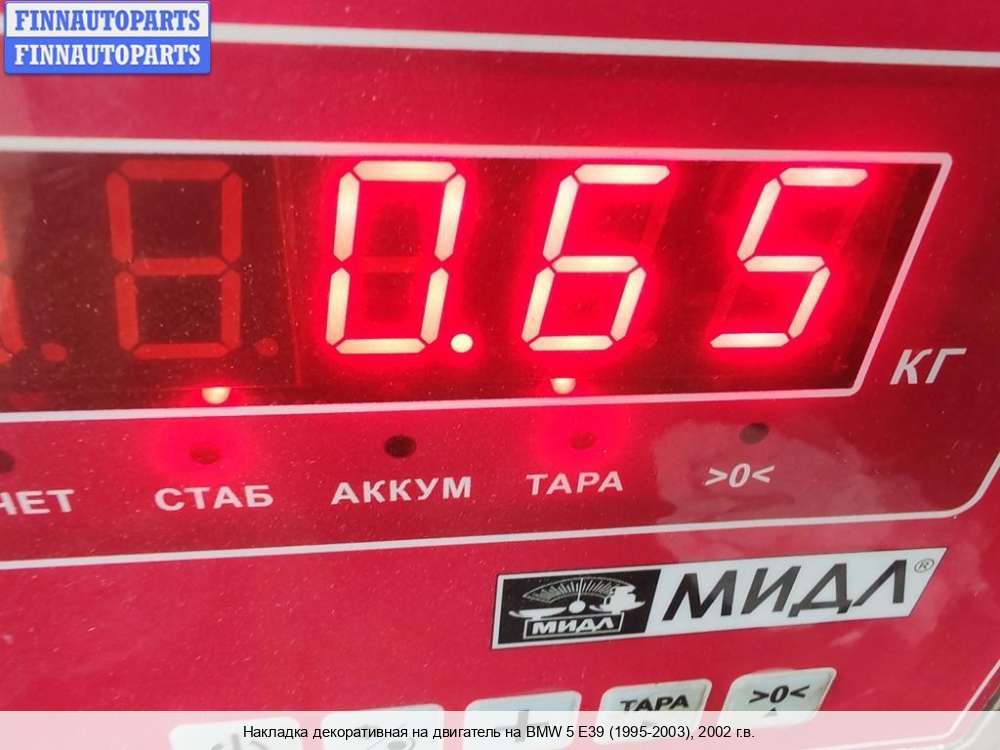 FINNAUTOPARTS
FINNAUTOPARTS
0.65
КГ
СТАБ АККУМ ТАРА >0<
МИДЛ МИДЛ®
ТАРА >0<
Накладка декоративная на двигатель на BMW 5 E39 (1995-2003), 2002 г.в.